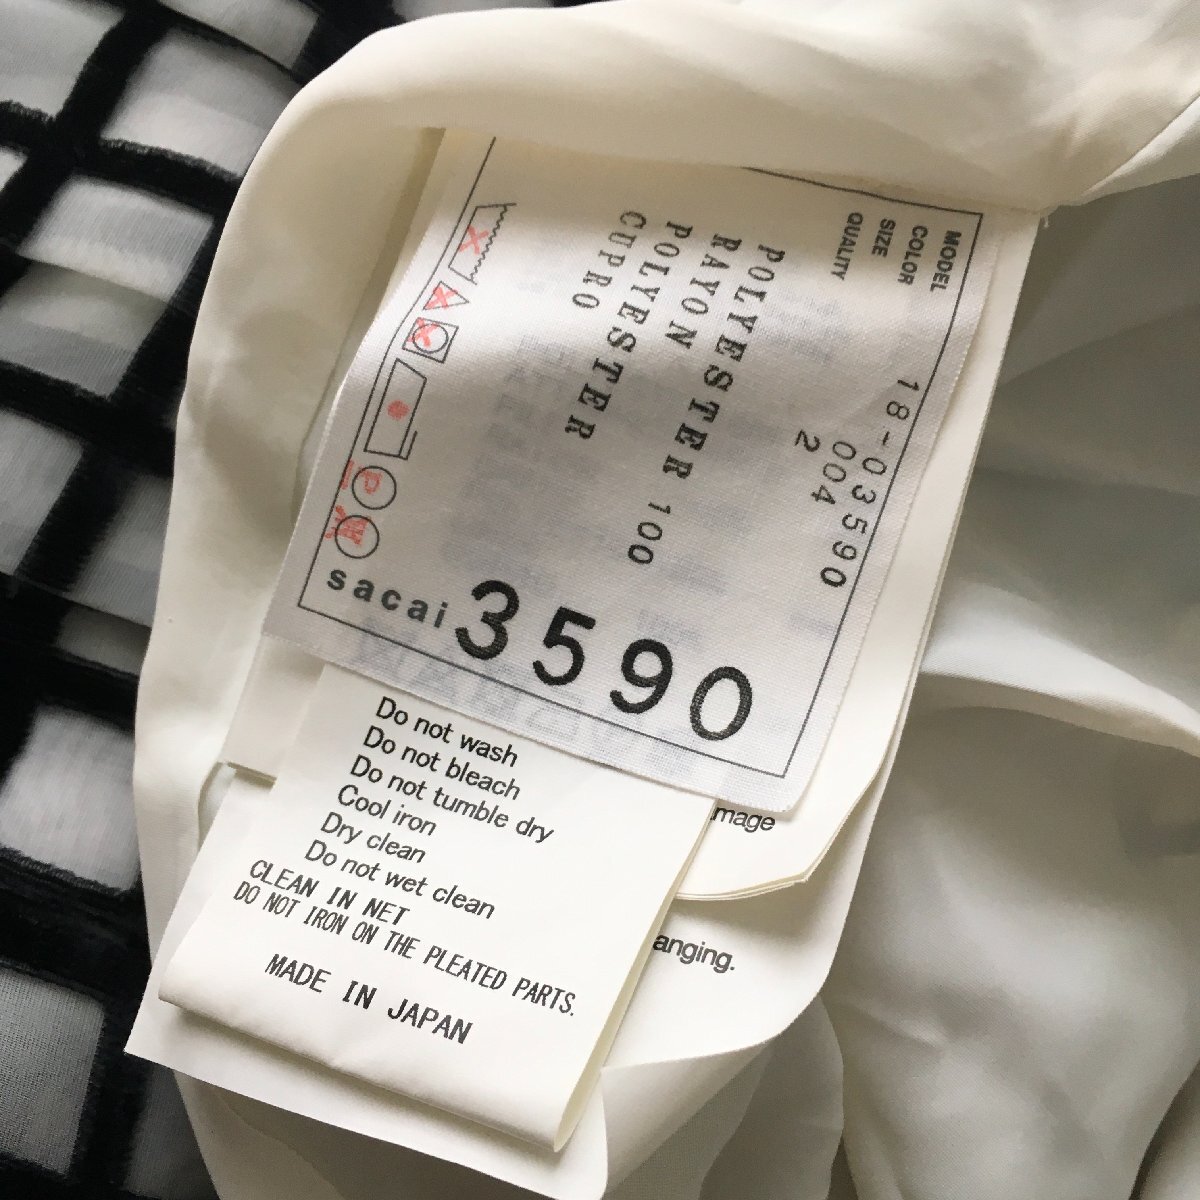 MODEL 18-03590
COLOR 004
SIZE 2
QUALITY
POLYESTER 100
RAYON
POLYESTER
CUPRO
P
sacai 3590
Do not wash
Do not bleach
Do not tumble dry
Cool iron
Dry clean
Do not wet clean
CLEAN IN NET
DO NOT IRON ON THE PLEATED PARTS.
MADE IN JAPAN
mage
anging.